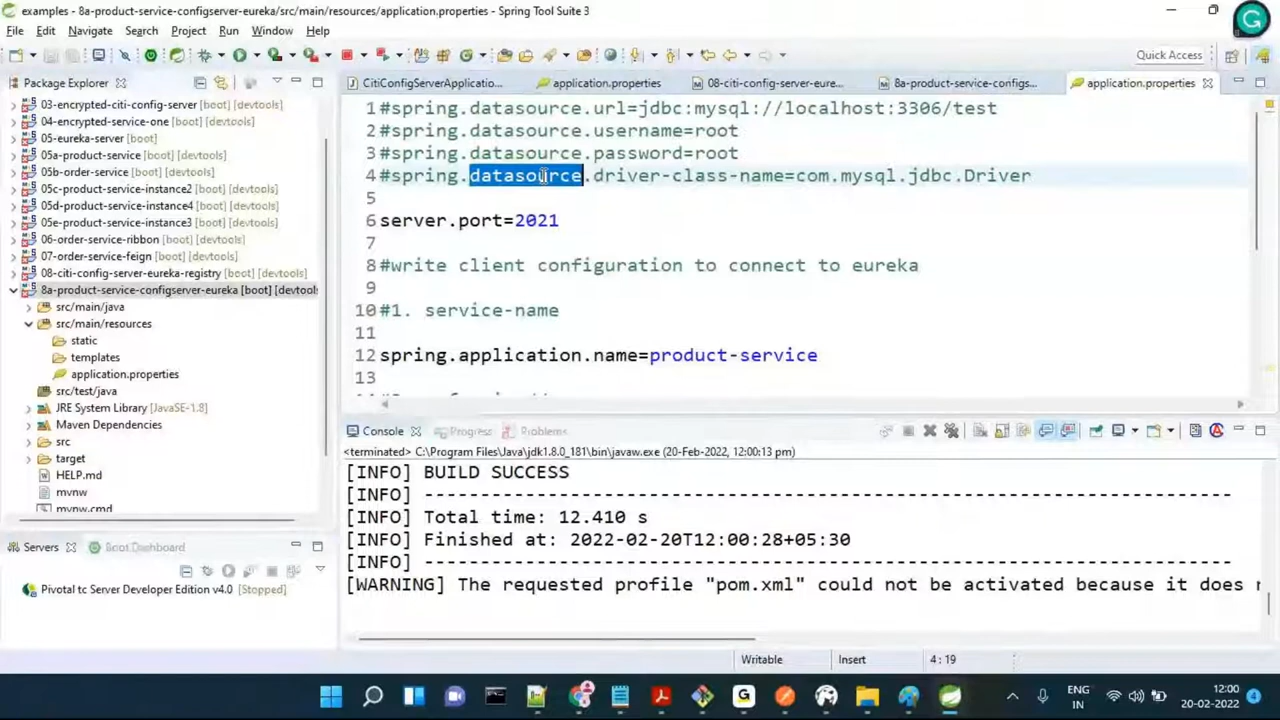 examples - 8a-product-service-configserver-eureka/src/main/resources/application.properties - Spring Tool Suite 3
File Edit Navigate Search Project Run Window Help
Quick Access
Package Explorer
03-encrypted-citi-config-server [boot] [devtools]
04-encrypted-service-one [boot] [devtools]
05-eureka-server [boot]
05a-product-service [boot] [devtools]
05b-order-service [boot] [devtools]
05c-product-service-instance2 [boot] [devtools]
05d-product-service-instance4 [boot] [devtools]
05e-product-service-instance3 [boot] [devtools]
06-order-service-ribbon [boot] [devtools]
07-order-service-feign [boot] [devtools]
08-citi-config-server-eureka-registry [boot] [devtools]
8a-product-service-configserver-eureka [boot] [devtools
src/main/java
src/main/resources
static
templates
application.properties
src/test/java
JRE System Library [JavaSE-1.8]
Maven Dependencies
src
target
HELP.md
mvnw
mvnw.cmd
Servers Boot Dashboard
Pivotal tc Server Developer Edition v4.0 [Stopped]
CitiConfigServerApplicatio... application.properties 08-citi-config-server-eure... 8a-product-service-configs... application.properties
1 #spring.datasource.url=jdbc:mysql://localhost:3306/test
2 #spring.datasource.username=root
3 #spring.datasource.password=root
4 #spring.datasource.driver-class-name=com.mysql.jdbc.Driver
5
6 server.port=2021
7
8 #write client configuration to connect to eureka
9
10 #1. service-name
11
12 spring.application.name=product-service
13
Console Progress Problems
<terminated> C:\Program Files\Java\jdk1.8.0_181\bin\javaw.exe (20-Feb-2022, 12:00:13 pm)
[INFO] BUILD SUCCESS
[INFO] ------------------------------------------------------------------------
[INFO] Total time: 12.410 s
[INFO] Finished at: 2022-02-20T12:00:28+05:30
[INFO] ------------------------------------------------------------------------
[WARNING] The requested profile "pom.xml" could not be activated because it does
Writable Insert 4:19
ENG
IN
12:00
20-02-2022